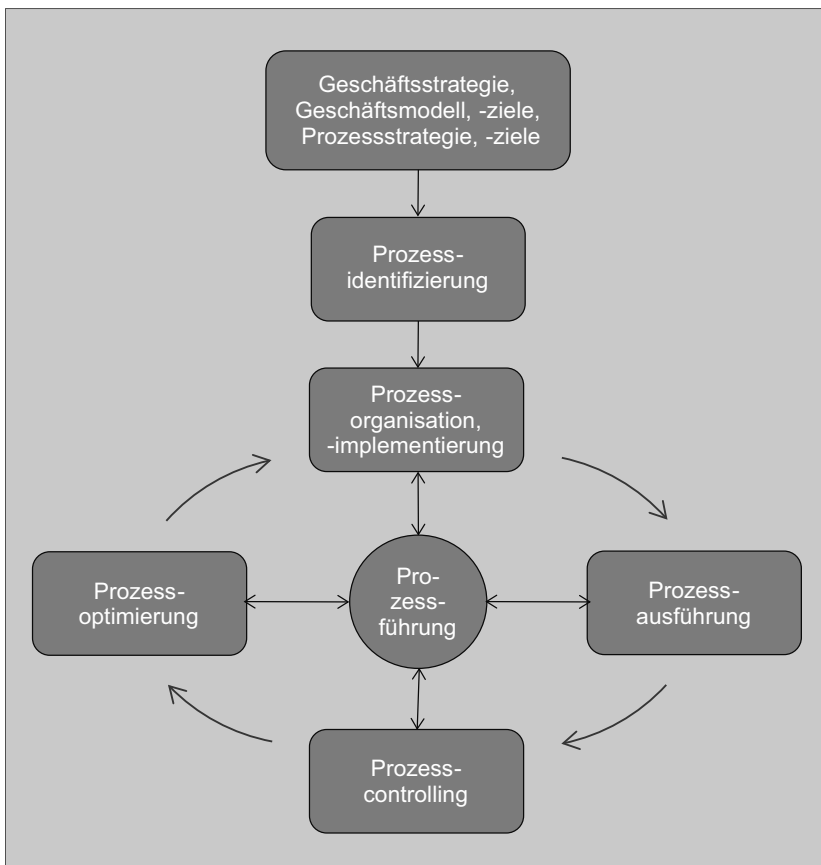 Geschäftsstrategie,
Geschäftsmodell, -ziele,
Prozessstrategie, -ziele
Prozess-
identifizierung
Prozess-
organisation,
-implementierung
Prozess-
optimierung
Pro-
zess-
führung
Prozess-
ausführung
Prozess-
controlling